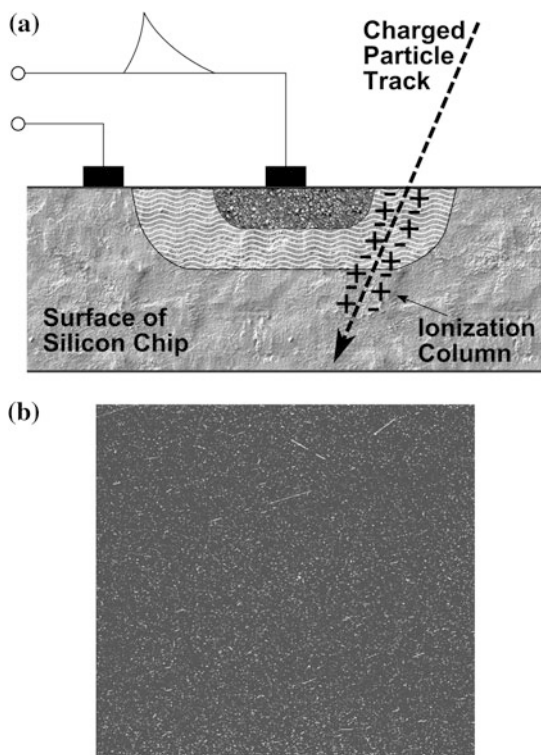 (a)
Charged
Particle
Track
Surface of
Silicon Chip
Ionization
Column
(b)